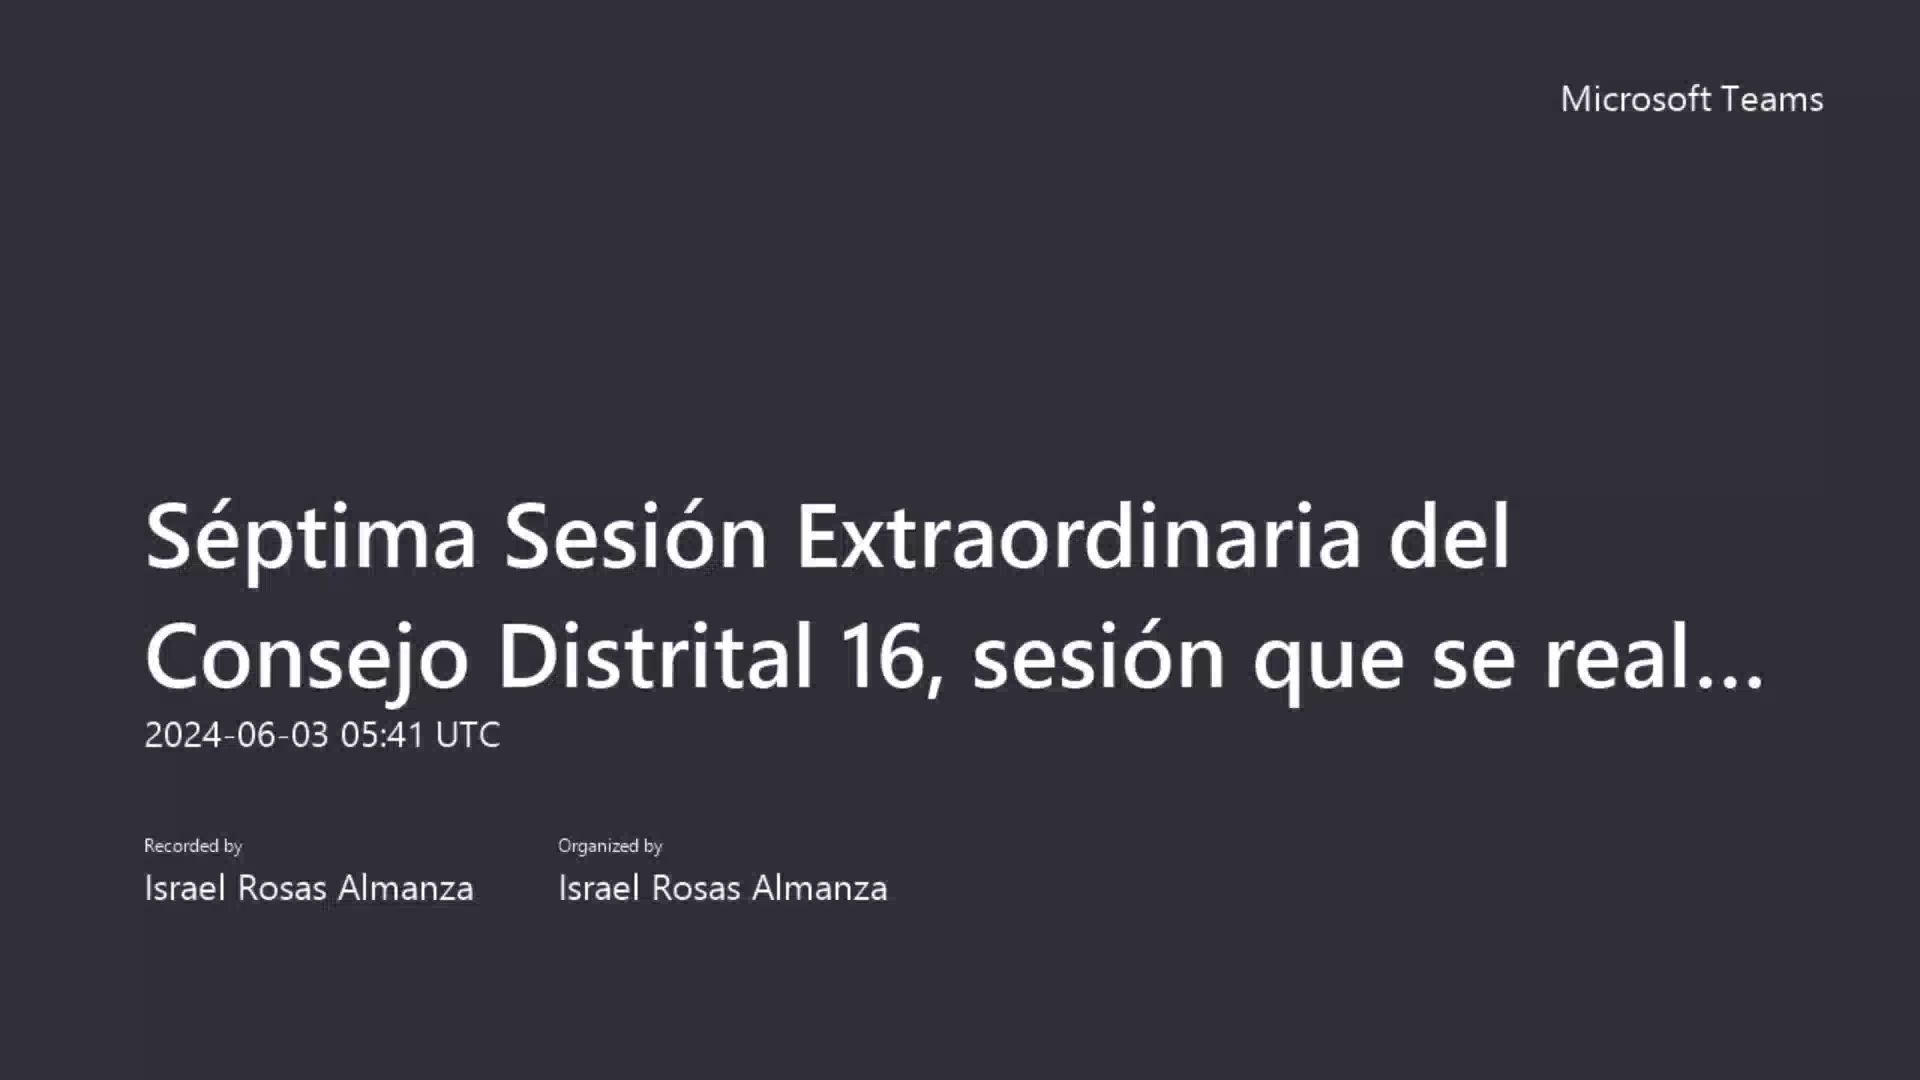 Microsoft Teams
Séptima Sesión Extraordinaria del
Consejo Distrital 16, sesión que se real...
2024-06-03 05:41 UTC
Recorded by
Israel Rosas Almanza
Organized by
Israel Rosas Almanza